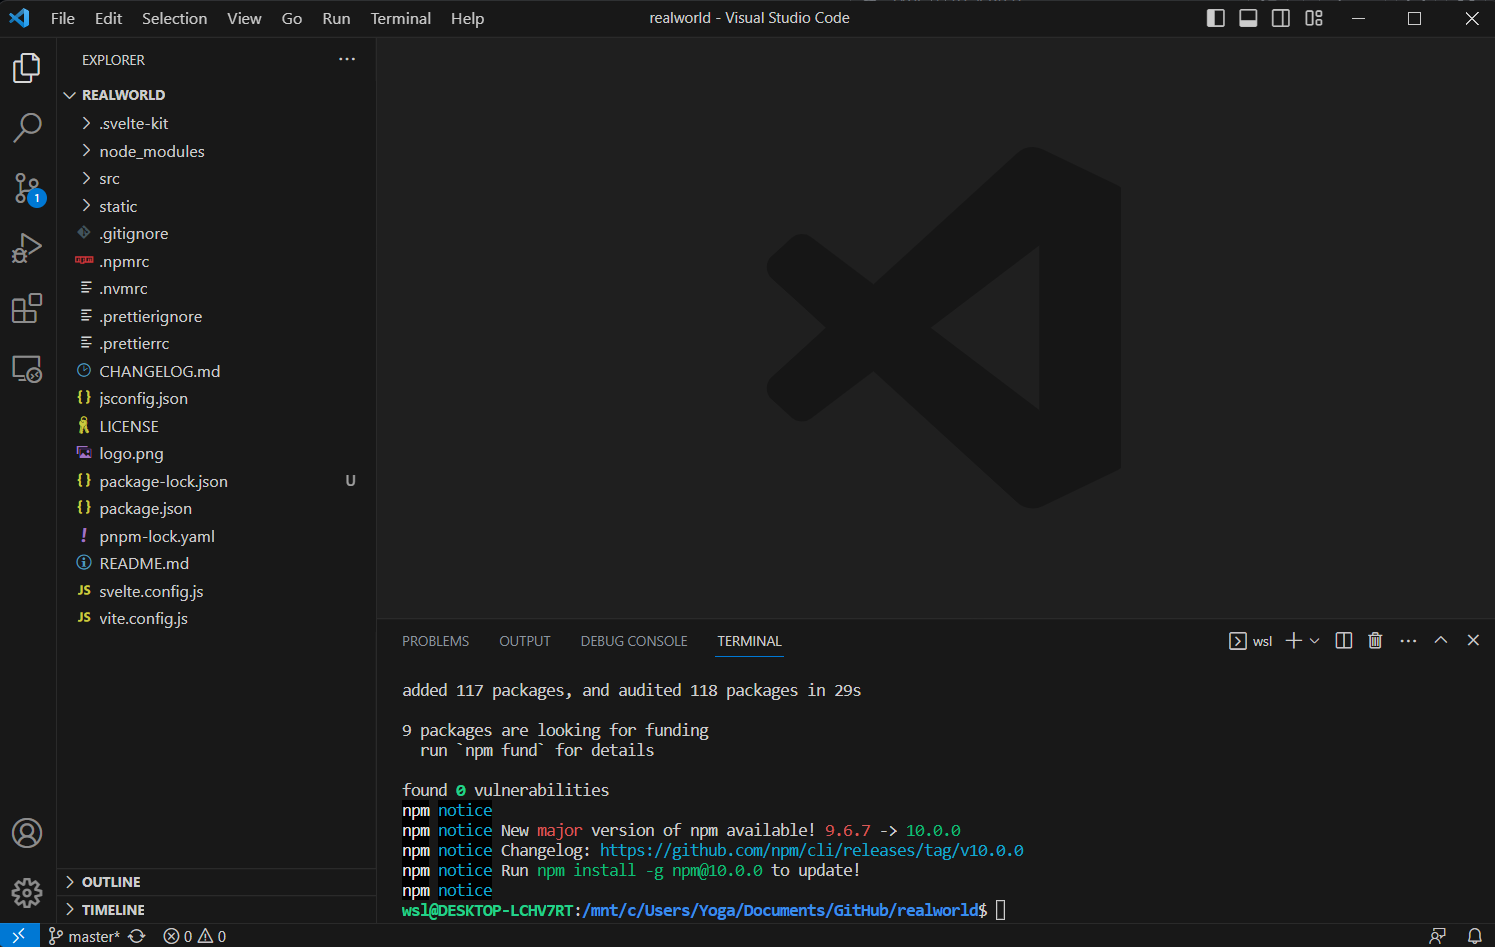 File Edit Selection View Go Run Terminal Help
realworld - Visual Studio Code
EXPLORER
REALWORLD
.svelte-kit
node_modules
src
static
.gitignore
npm .npmrc
.nvmrc
.prettierignore
.prettierrc
CHANGELOG.md
{} jsconfig.json
LICENSE
logo.png
{} package-lock.json U
{} package.json
! pnpm-lock.yaml
README.md
JS svelte.config.js
JS vite.config.js
OUTLINE
TIMELINE
1
PROBLEMS OUTPUT DEBUG CONSOLE TERMINAL
wsl
added 117 packages, and audited 118 packages in 29s
9 packages are looking for funding
run `npm fund` for details
found 0 vulnerabilities
npm notice
npm notice New major version of npm available! 9.6.7 -> 10.0.0
npm notice Changelog: https://github.com/npm/cli/releases/tag/v10.0.0
npm notice Run npm install -g npm@10.0.0 to update!
npm notice
wsl@DESKTOP-LCHV7RT:/mnt/c/Users/Yoga/Documents/GitHub/realworld$
master* 0 0